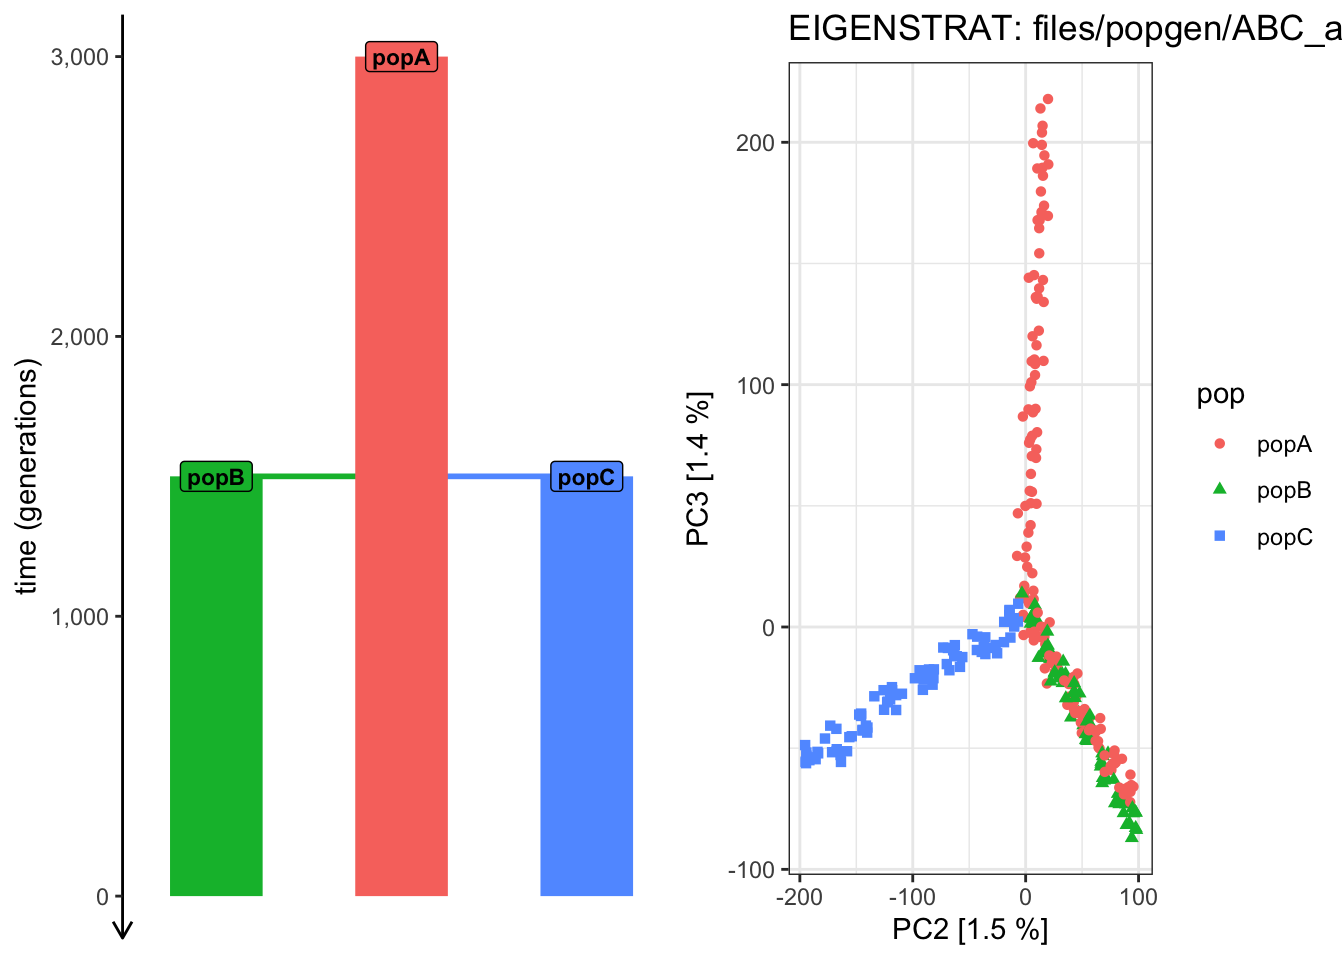 time (generations)
3,000
2,000
1,000
0
popA
popB
popC
EIGENSTRAT: files/popgen/ABC_a
PC3 [1.4 %]
200
100
0
-100
-200
-100
0
100
PC2 [1.5 %]
pop
popA
popB
popC